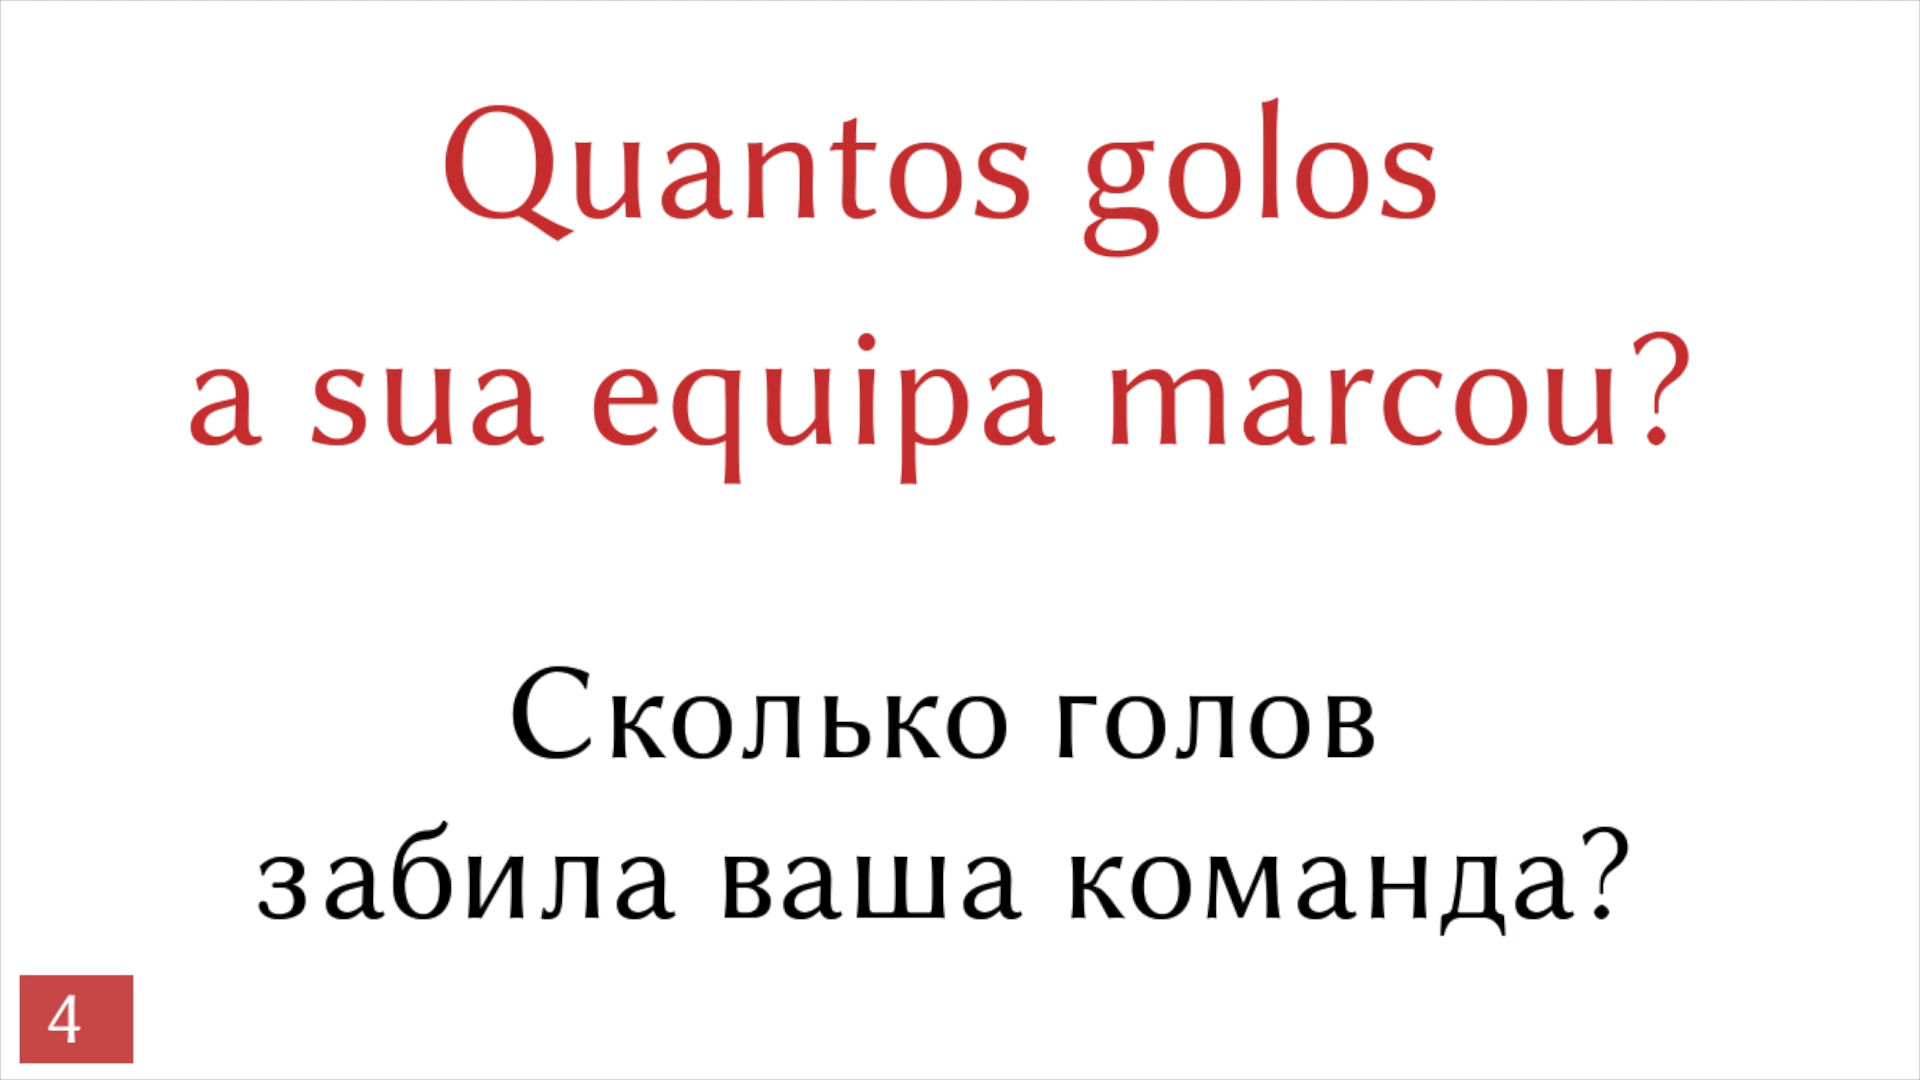 Quantos golos
a sua equipa marcou?
Сколько голов
забила ваша команда?
4